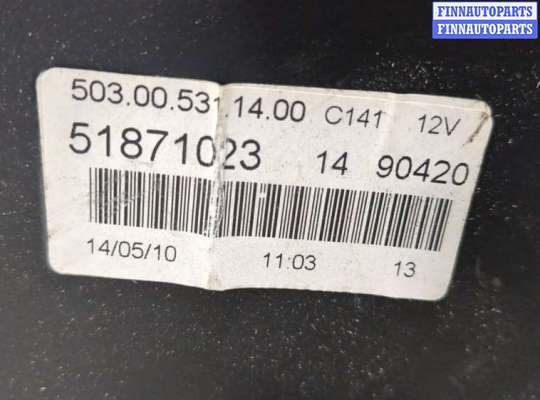 FINNAUTOPARTS
FINNAUTOPARTS
503.00.531.14.00 C141 12V
51871023 14 90420
14/05/10 11:03 13